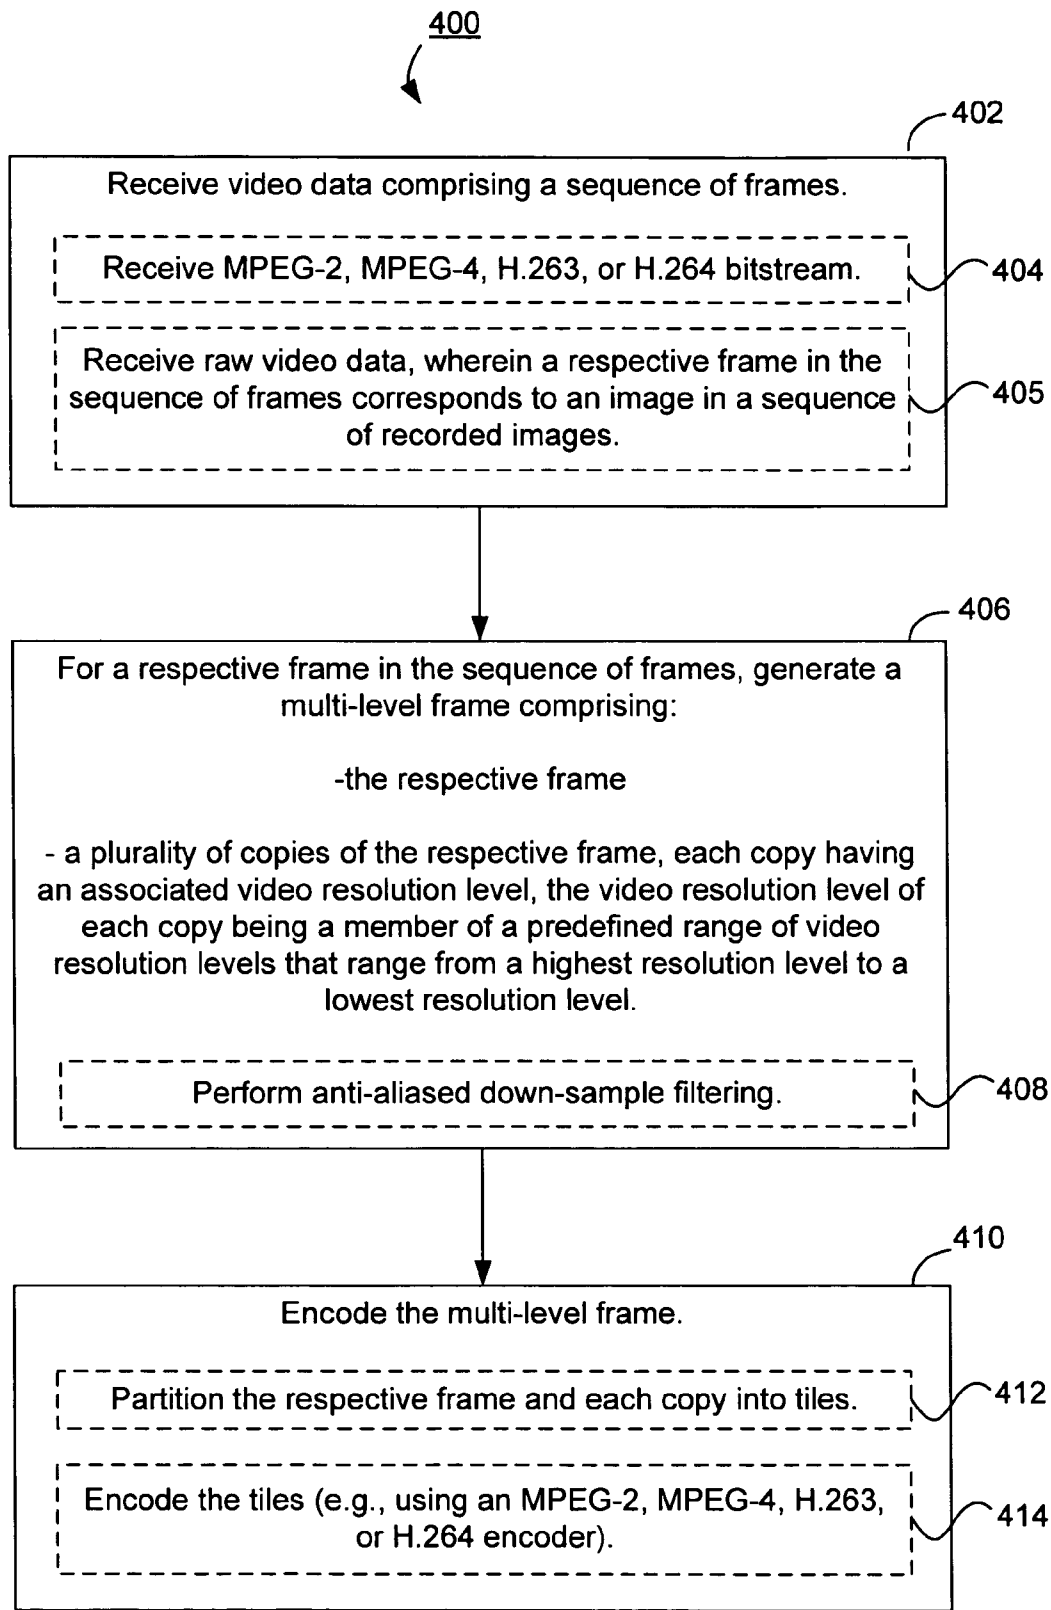 400
402
Receive video data comprising a sequence of frames.
Receive MPEG-2, MPEG-4, H.263, or H.264 bitstream.
404
Receive raw video data, wherein a respective frame in the
sequence of frames corresponds to an image in a sequence
of recorded images.
405
406
For a respective frame in the sequence of frames, generate a
multi-level frame comprising:
-the respective frame
- a plurality of copies of the respective frame, each copy having
an associated video resolution level, the video resolution level of
each copy being a member of a predefined range of video
resolution levels that range from a highest resolution level to a
lowest resolution level.
Perform anti-aliased down-sample filtering.
408
410
Encode the multi-level frame.
Partition the respective frame and each copy into tiles.
412
Encode the tiles (e.g., using an MPEG-2, MPEG-4, H.263,
or H.264 encoder).
414